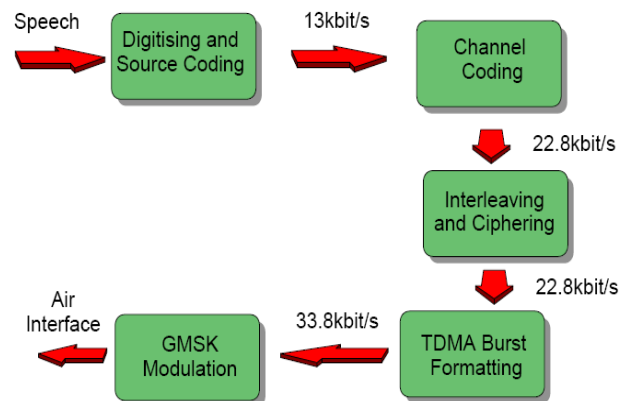 Speech
Digitising and
Source Coding
13kbit/s
Channel
Coding
22.8kbit/s
Interleaving
and Ciphering
22.8kbit/s
TDMA Burst
Formatting
33.8kbit/s
GMSK
Modulation
Air
Interface